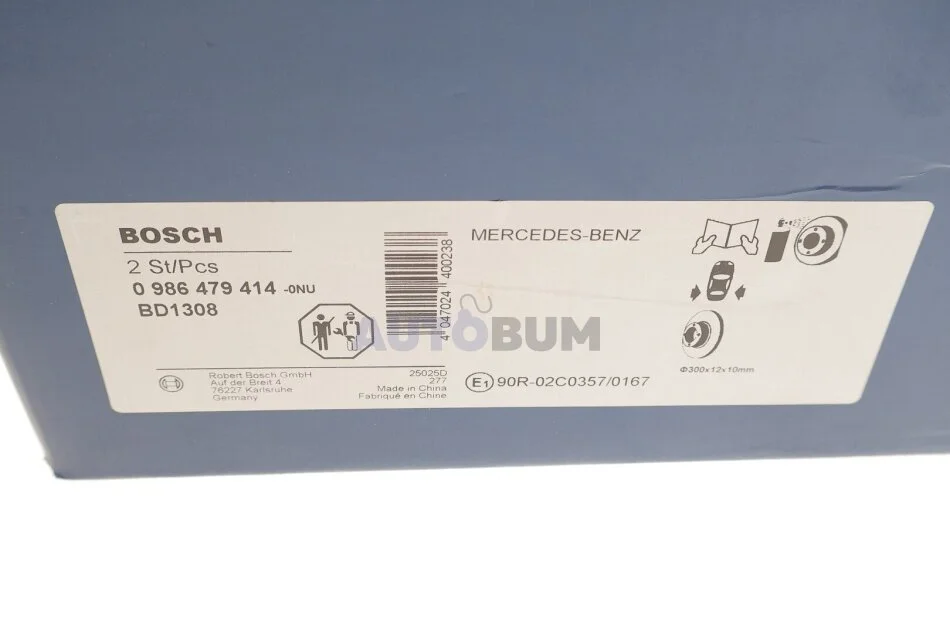 BOSCH
2 St/Pcs
0 986 479 414 -0NU
BD1308
4 047024 400238
MERCEDES-BENZ
AUTOBUM
Φ300x12x10mm
Robert Bosch GmbH
Auf der Breit 4
76227 Karlsruhe
Germany
25025D
277
Made in China
Fabriqué en Chine
E1 90R-02C0357/0167